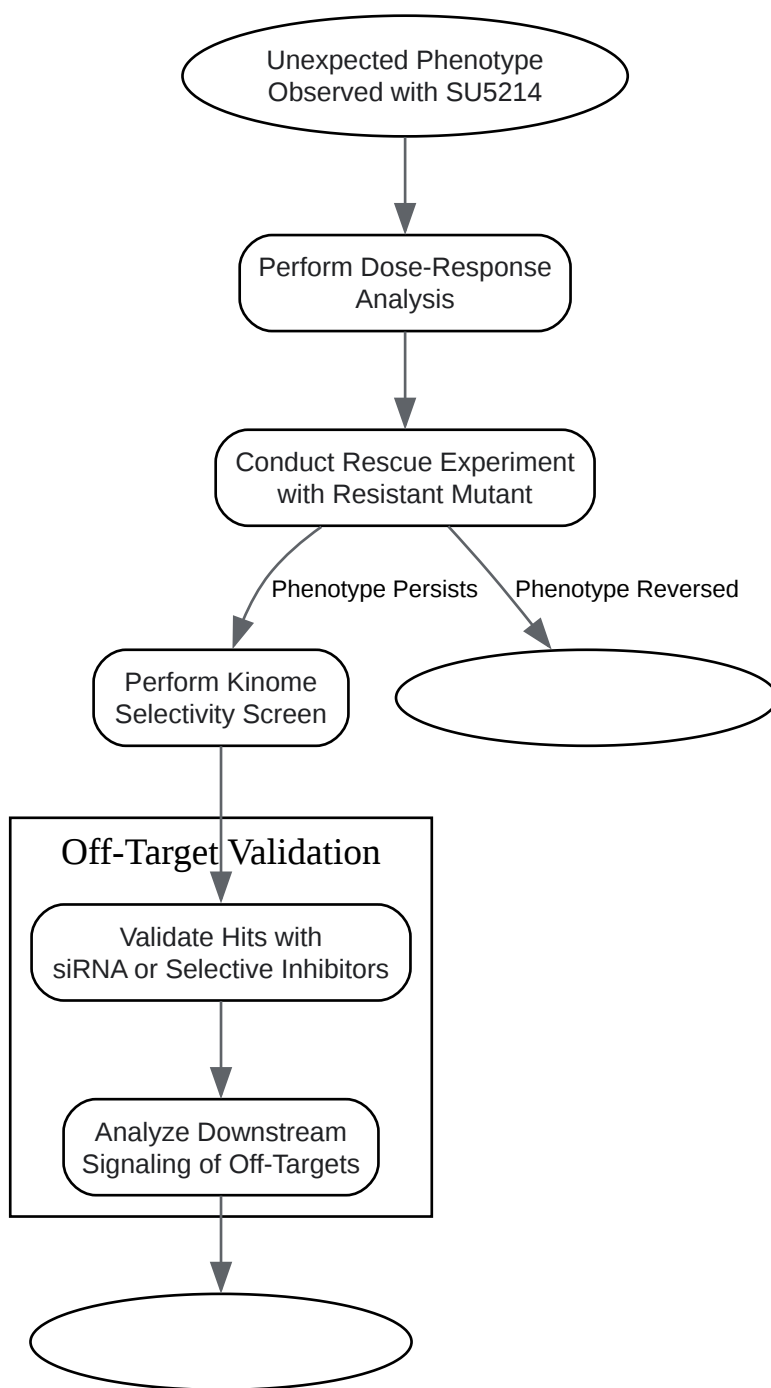 Unexpected Phenotype
Observed with SU5214
Perform Dose-Response
Analysis
Conduct Rescue Experiment
with Resistant Mutant
Phenotype Persists
Phenotype Reversed
Perform Kinome
Selectivity Screen
Off-Target Validation
Validate Hits with
siRNA or Selective Inhibitors
Analyze Downstream
Signaling of Off-Targets